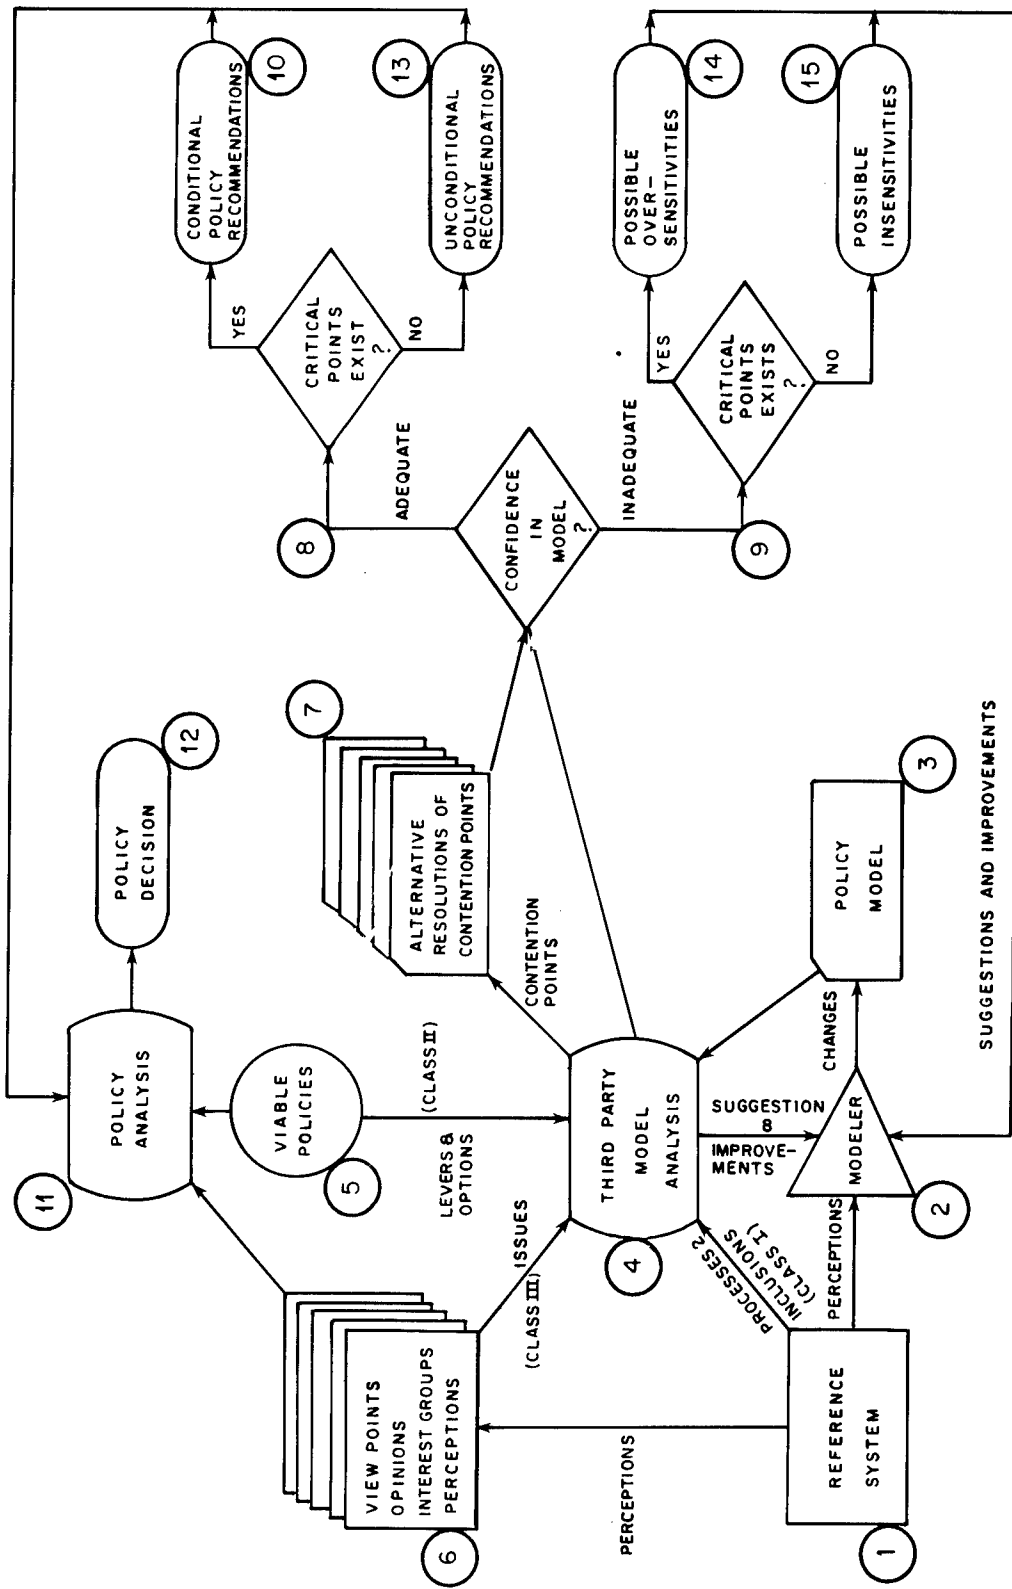 11
POLICY
ANALYSIS
12
POLICY
DECISION
5
VIABLE
POLICIES
6
VIEW POINTS
OPINIONS
INTEREST GROUPS
PERCEPTIONS
LEVERS &
OPTIONS
(CLASS II)
ISSUES
(CLASS III)
7
ALTERNATIVE
RESOLUTIONS OF
CONTENTION POINTS
CONTENTION
POINTS
4
THIRD PARTY
MODEL
ANALYSIS
PERCEPTIONS
PROCESSES 2
INCLUSIONS
(CLASS I)
SUGGESTION
8
IMPROVE-
MENTS
1
REFERENCE
SYSTEM
PERCEPTIONS
2
MODELER
CHANGES
3
POLICY
MODEL
SUGGESTIONS AND IMPROVEMENTS
CONFIDENCE
IN
MODEL
?
8
ADEQUATE
9
INADEQUATE
CRITICAL
POINTS
EXIST
?
YES
NO
10
CONDITIONAL
POLICY
RECOMMENDATIONS
13
UNCONDITIONAL
POLICY
RECOMMENDATIONS
CRITICAL
POINTS
EXISTS
?
YES
NO
14
POSSIBLE
OVER-
SENSITIVITIES
15
POSSIBLE
INSENSITIVITIES